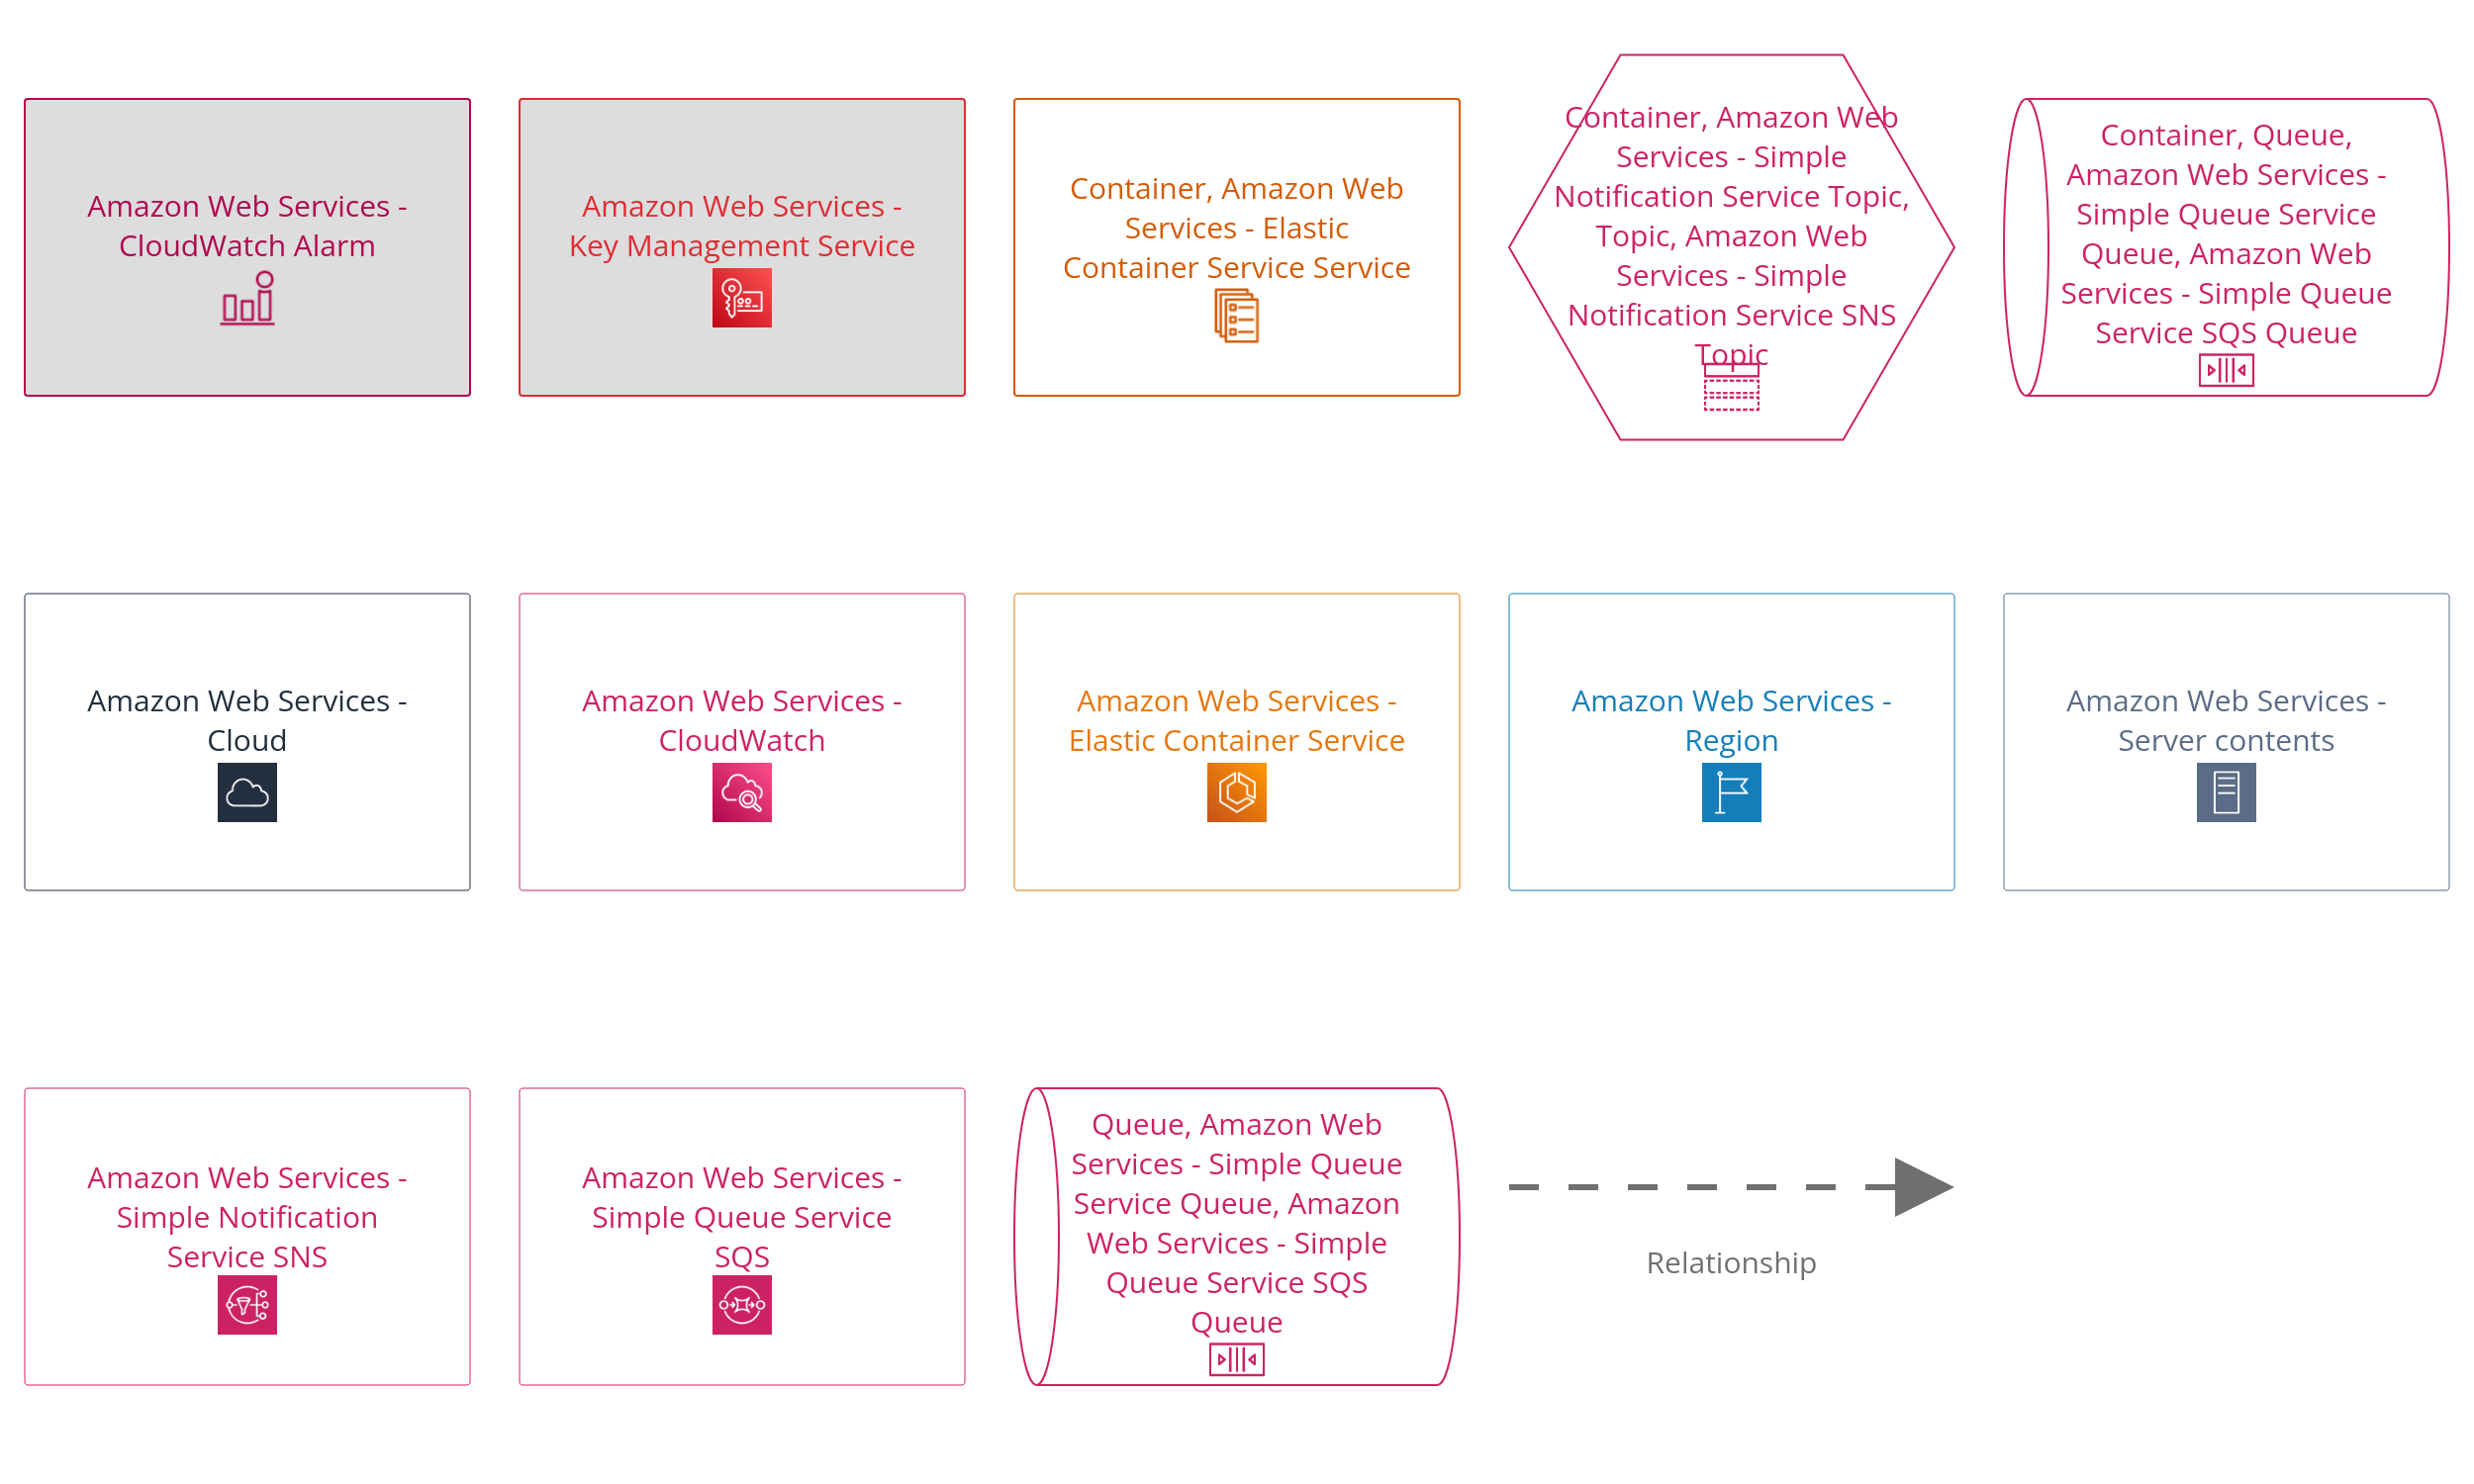 Amazon Web Services -
CloudWatch Alarm
Amazon Web Services -
Key Management Service
Container, Amazon Web
Services - Elastic
Container Service Service
Container, Amazon Web
Services - Simple
Notification Service Topic,
Topic, Amazon Web
Services - Simple
Notification Service SNS
Topic
Container, Queue,
Amazon Web Services -
Simple Queue Service
Queue, Amazon Web
Services - Simple Queue
Service SQS Queue
Amazon Web Services -
Cloud
Amazon Web Services -
CloudWatch
Amazon Web Services -
Elastic Container Service
Amazon Web Services -
Region
Amazon Web Services -
Server contents
Amazon Web Services -
Simple Notification
Service SNS
Amazon Web Services -
Simple Queue Service
SQS
Queue, Amazon Web
Services - Simple Queue
Service Queue, Amazon
Web Services - Simple
Queue Service SQS
Queue
Relationship